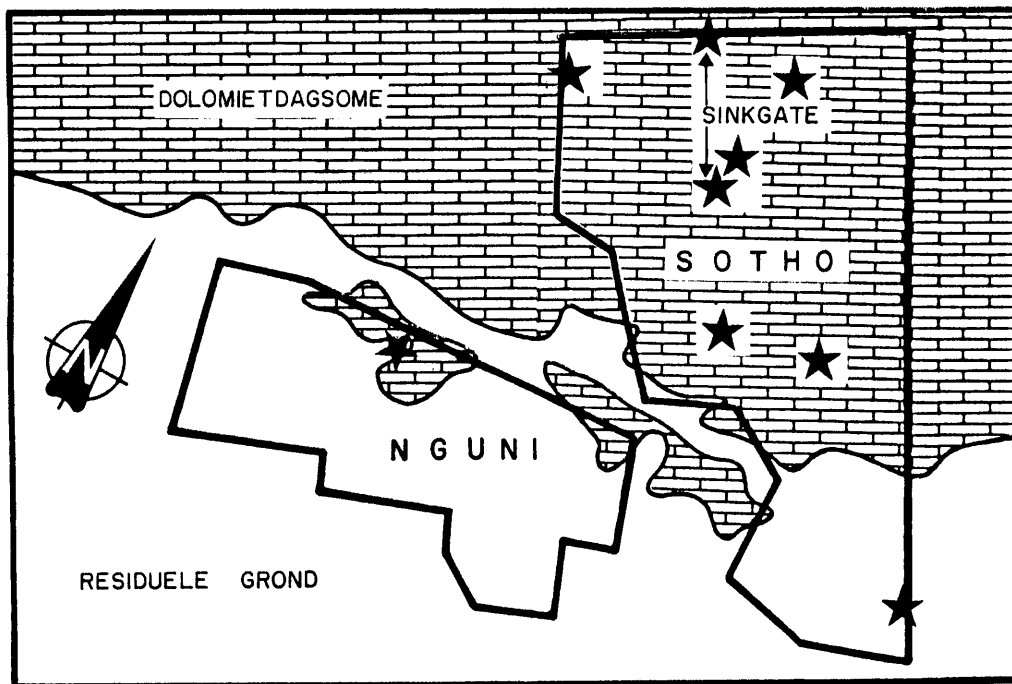 DOLOMIETDAGSOME
SINKGATE
SOTHO
NGUNI
RESIDUELE GROND
N